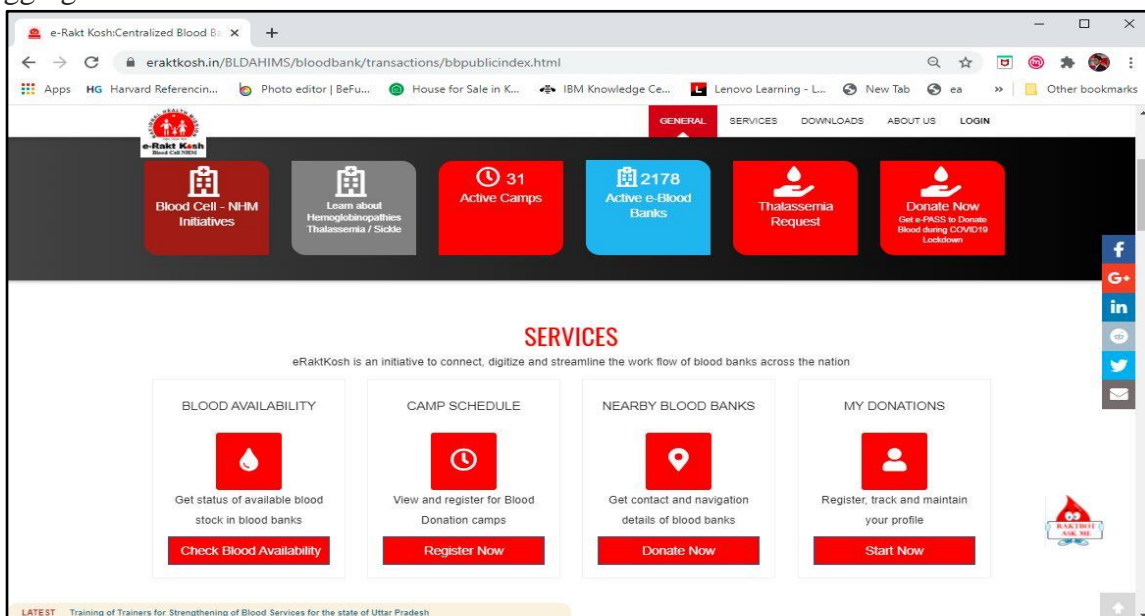 e-Rakt Kosh:Centralized Blood Ba
eraktkosh.in/BLDAHIMS/bloodbank/transactions/bbpublicindex.html
Apps HG Harvard Referencin... Photo editor | BeFu... House for Sale in K... IBM Knowledge Ce... Lenovo Learning - L... New Tab ea » Other bookmarks
NATIONAL HEALTH MISSION
e-Rakt Kosh
Blood Cell NHM
GENERAL SERVICES DOWNLOADS ABOUT US LOGIN
Blood Cell - NHM
Initiatives
Learn about
Hemoglobinopathies
Thalassemia / Sickle
31
Active Camps
2178
Active e-Blood
Banks
Thalassemia
Request
Donate Now
Get e-PASS to Donate
Blood during COVID19
Lockdown
f
G+
in
SERVICES
eRaktKosh is an initiative to connect, digitize and streamline the work flow of blood banks across the nation
BLOOD AVAILABILITY
Get status of available blood
stock in blood banks
Check Blood Availability
CAMP SCHEDULE
View and register for Blood
Donation camps
Register Now
NEARBY BLOOD BANKS
Get contact and navigation
details of blood banks
Donate Now
MY DONATIONS
Register, track and maintain
your profile
Start Now
RAKTBOT
ASK ME
LATEST Training of Trainers for Strengthening of Blood Services for the state of Uttar Pradesh